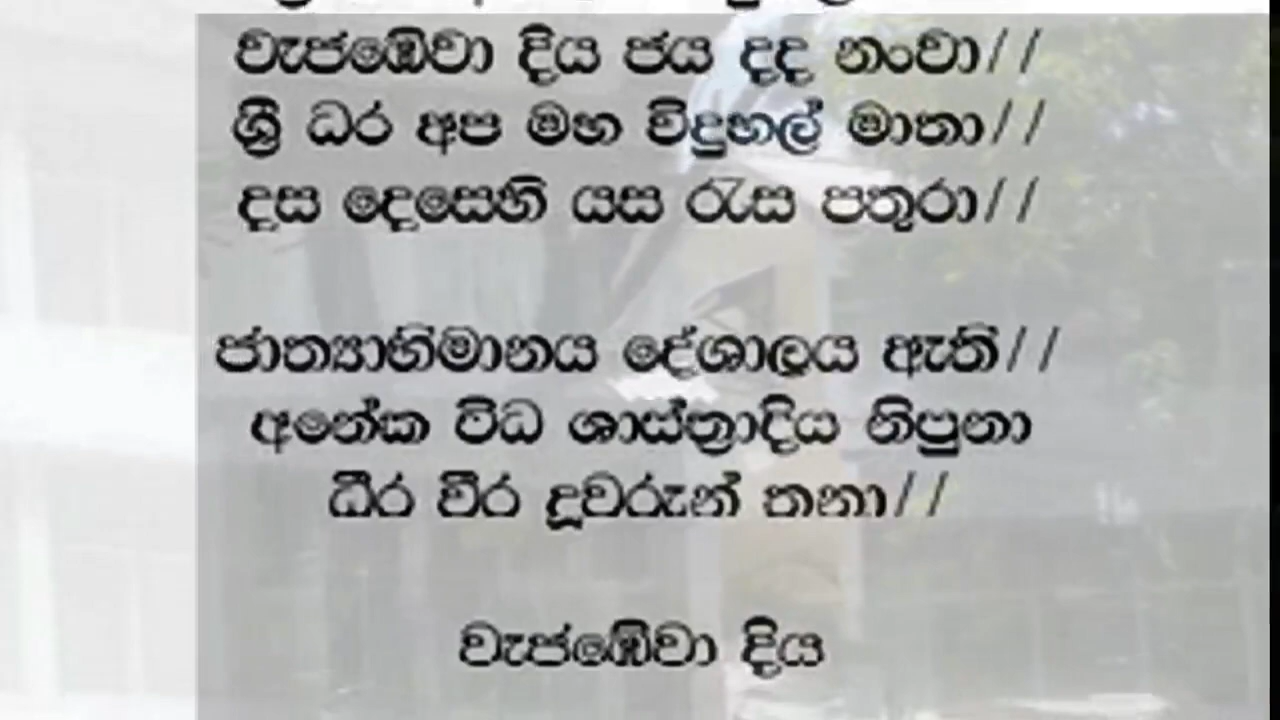 වැජඹේවා දිය ජය දද නංවා//
ශ්‍රී ධර අප මහ විදුහල් මාතා//
දස දෙසෙහි යස රැස පතුරා//
ජාත්‍යාභිමානය දේශාලය ඇති//
අනේක විධ ශාස්ත්‍රාදිය නිපුනා
ධීර වීර දූවරුන් තනා//
වැජඹේවා දිය